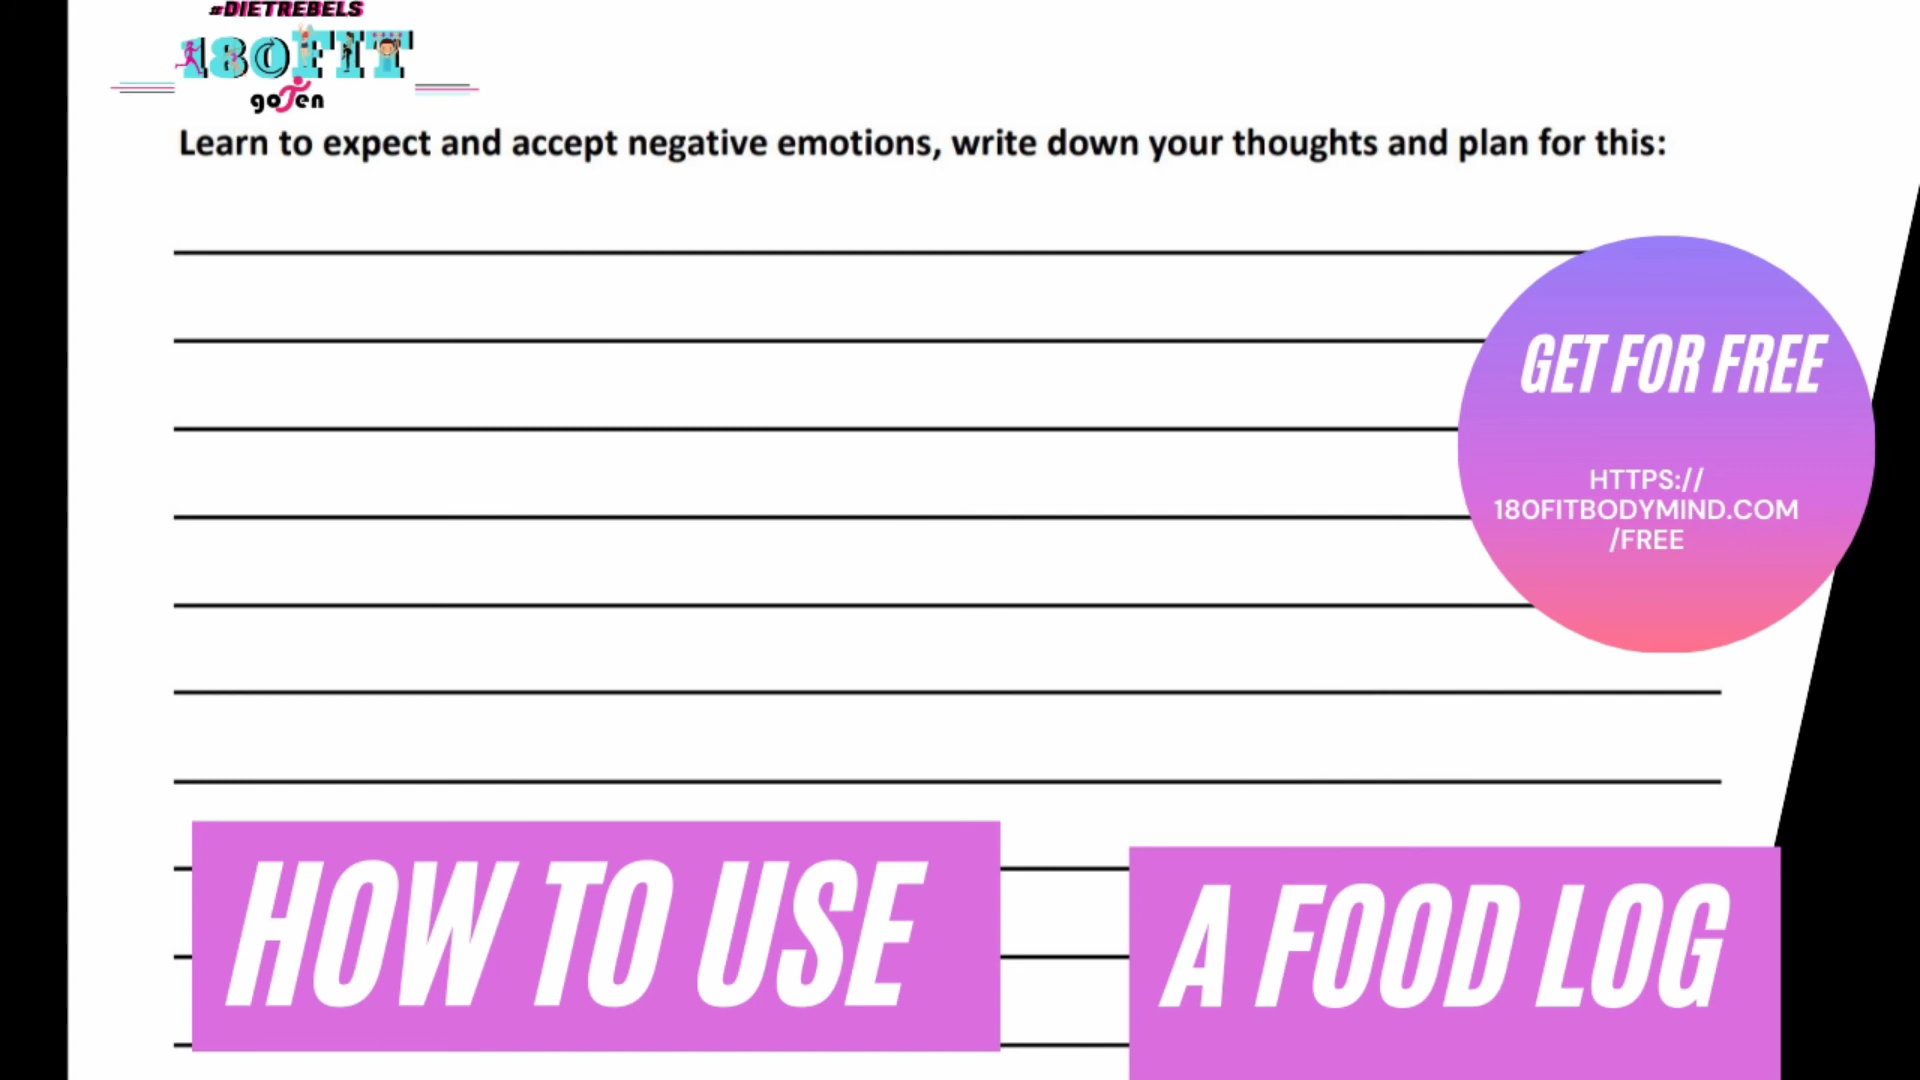 #DIETREBELS
180FIT
goTen
Learn to expect and accept negative emotions, write down your thoughts and plan for this:
GET FOR FREE
HTTPS://
180FITBODYMIND.COM
/FREE
HOW TO USE
A FOOD LOG